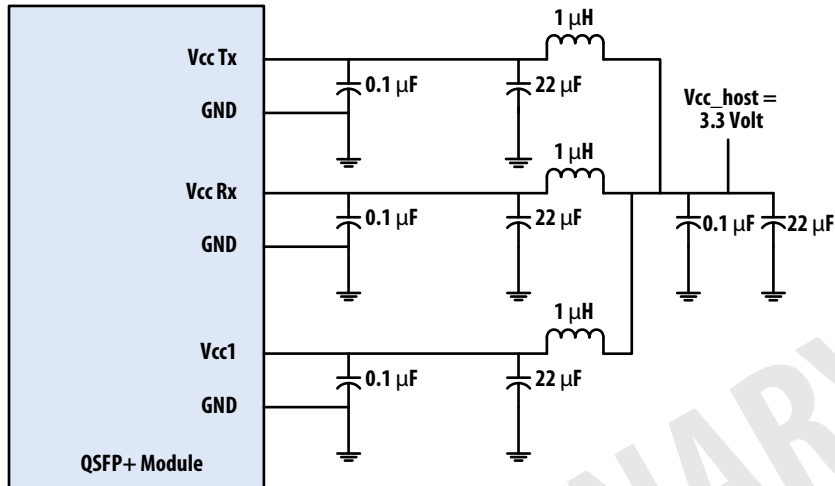 1 µH
Vcc Tx
0.1 µF
22 µF
GND
Vcc_host =
3.3 Volt
1 µH
Vcc Rx
0.1 µF
22 µF
0.1 µF
22 µF
GND
1 µH
Vcc1
0.1 µF
22 µF
GND
QSFP+ Module